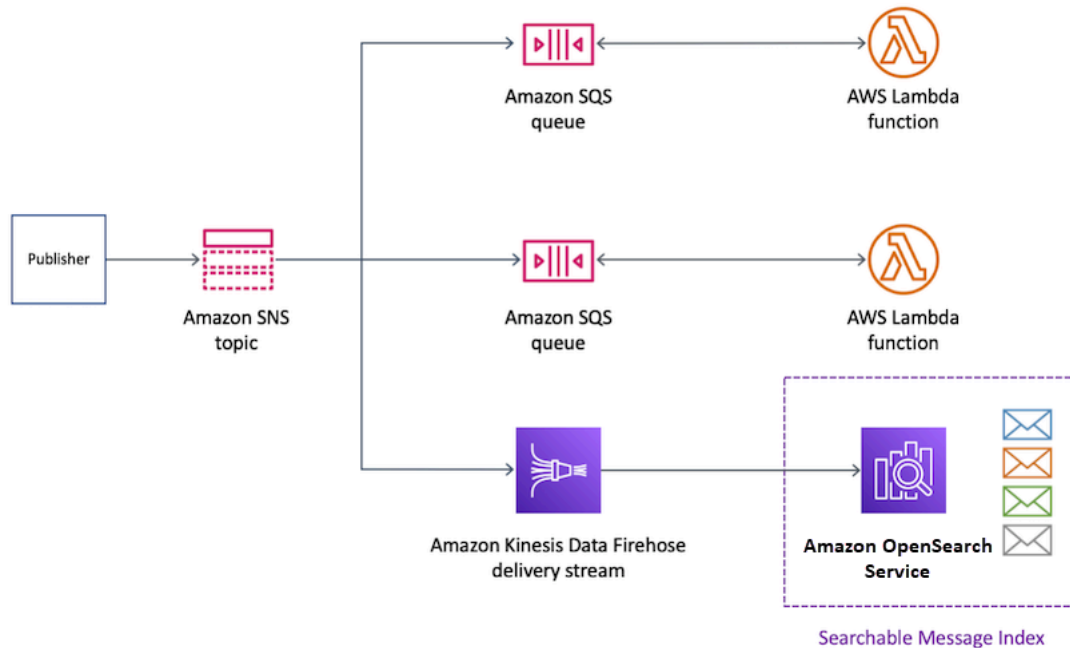 Amazon SQS
queue
AWS Lambda
function
Publisher
Amazon SNS
topic
Amazon SQS
queue
AWS Lambda
function
Amazon Kinesis Data Firehose
delivery stream
Amazon OpenSearch
Service
Searchable Message Index